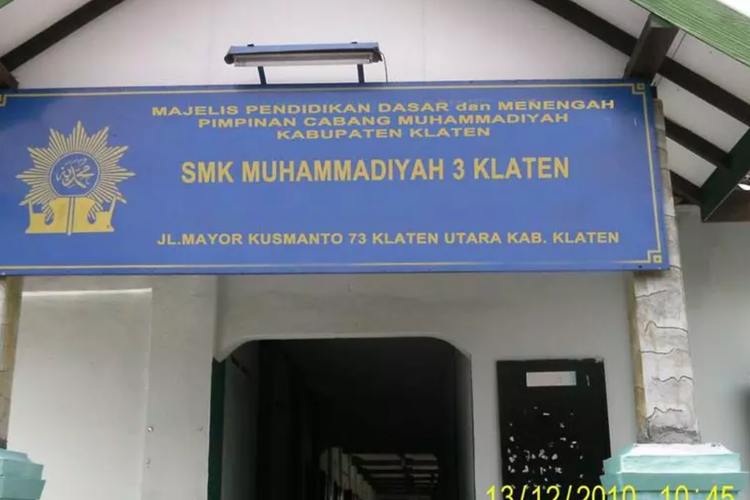 MAJELIS PENDIDIKAN DASAR dan MENENGAH
PIMPINAN CABANG MUHAMMADIYAH
KABUPATEN KLATEN
SMK MUHAMMADIYAH 3 KLATEN
JL.MAYOR KUSMANTO 73 KLATEN UTARA KAB. KLATEN
13/12/2010 10:45